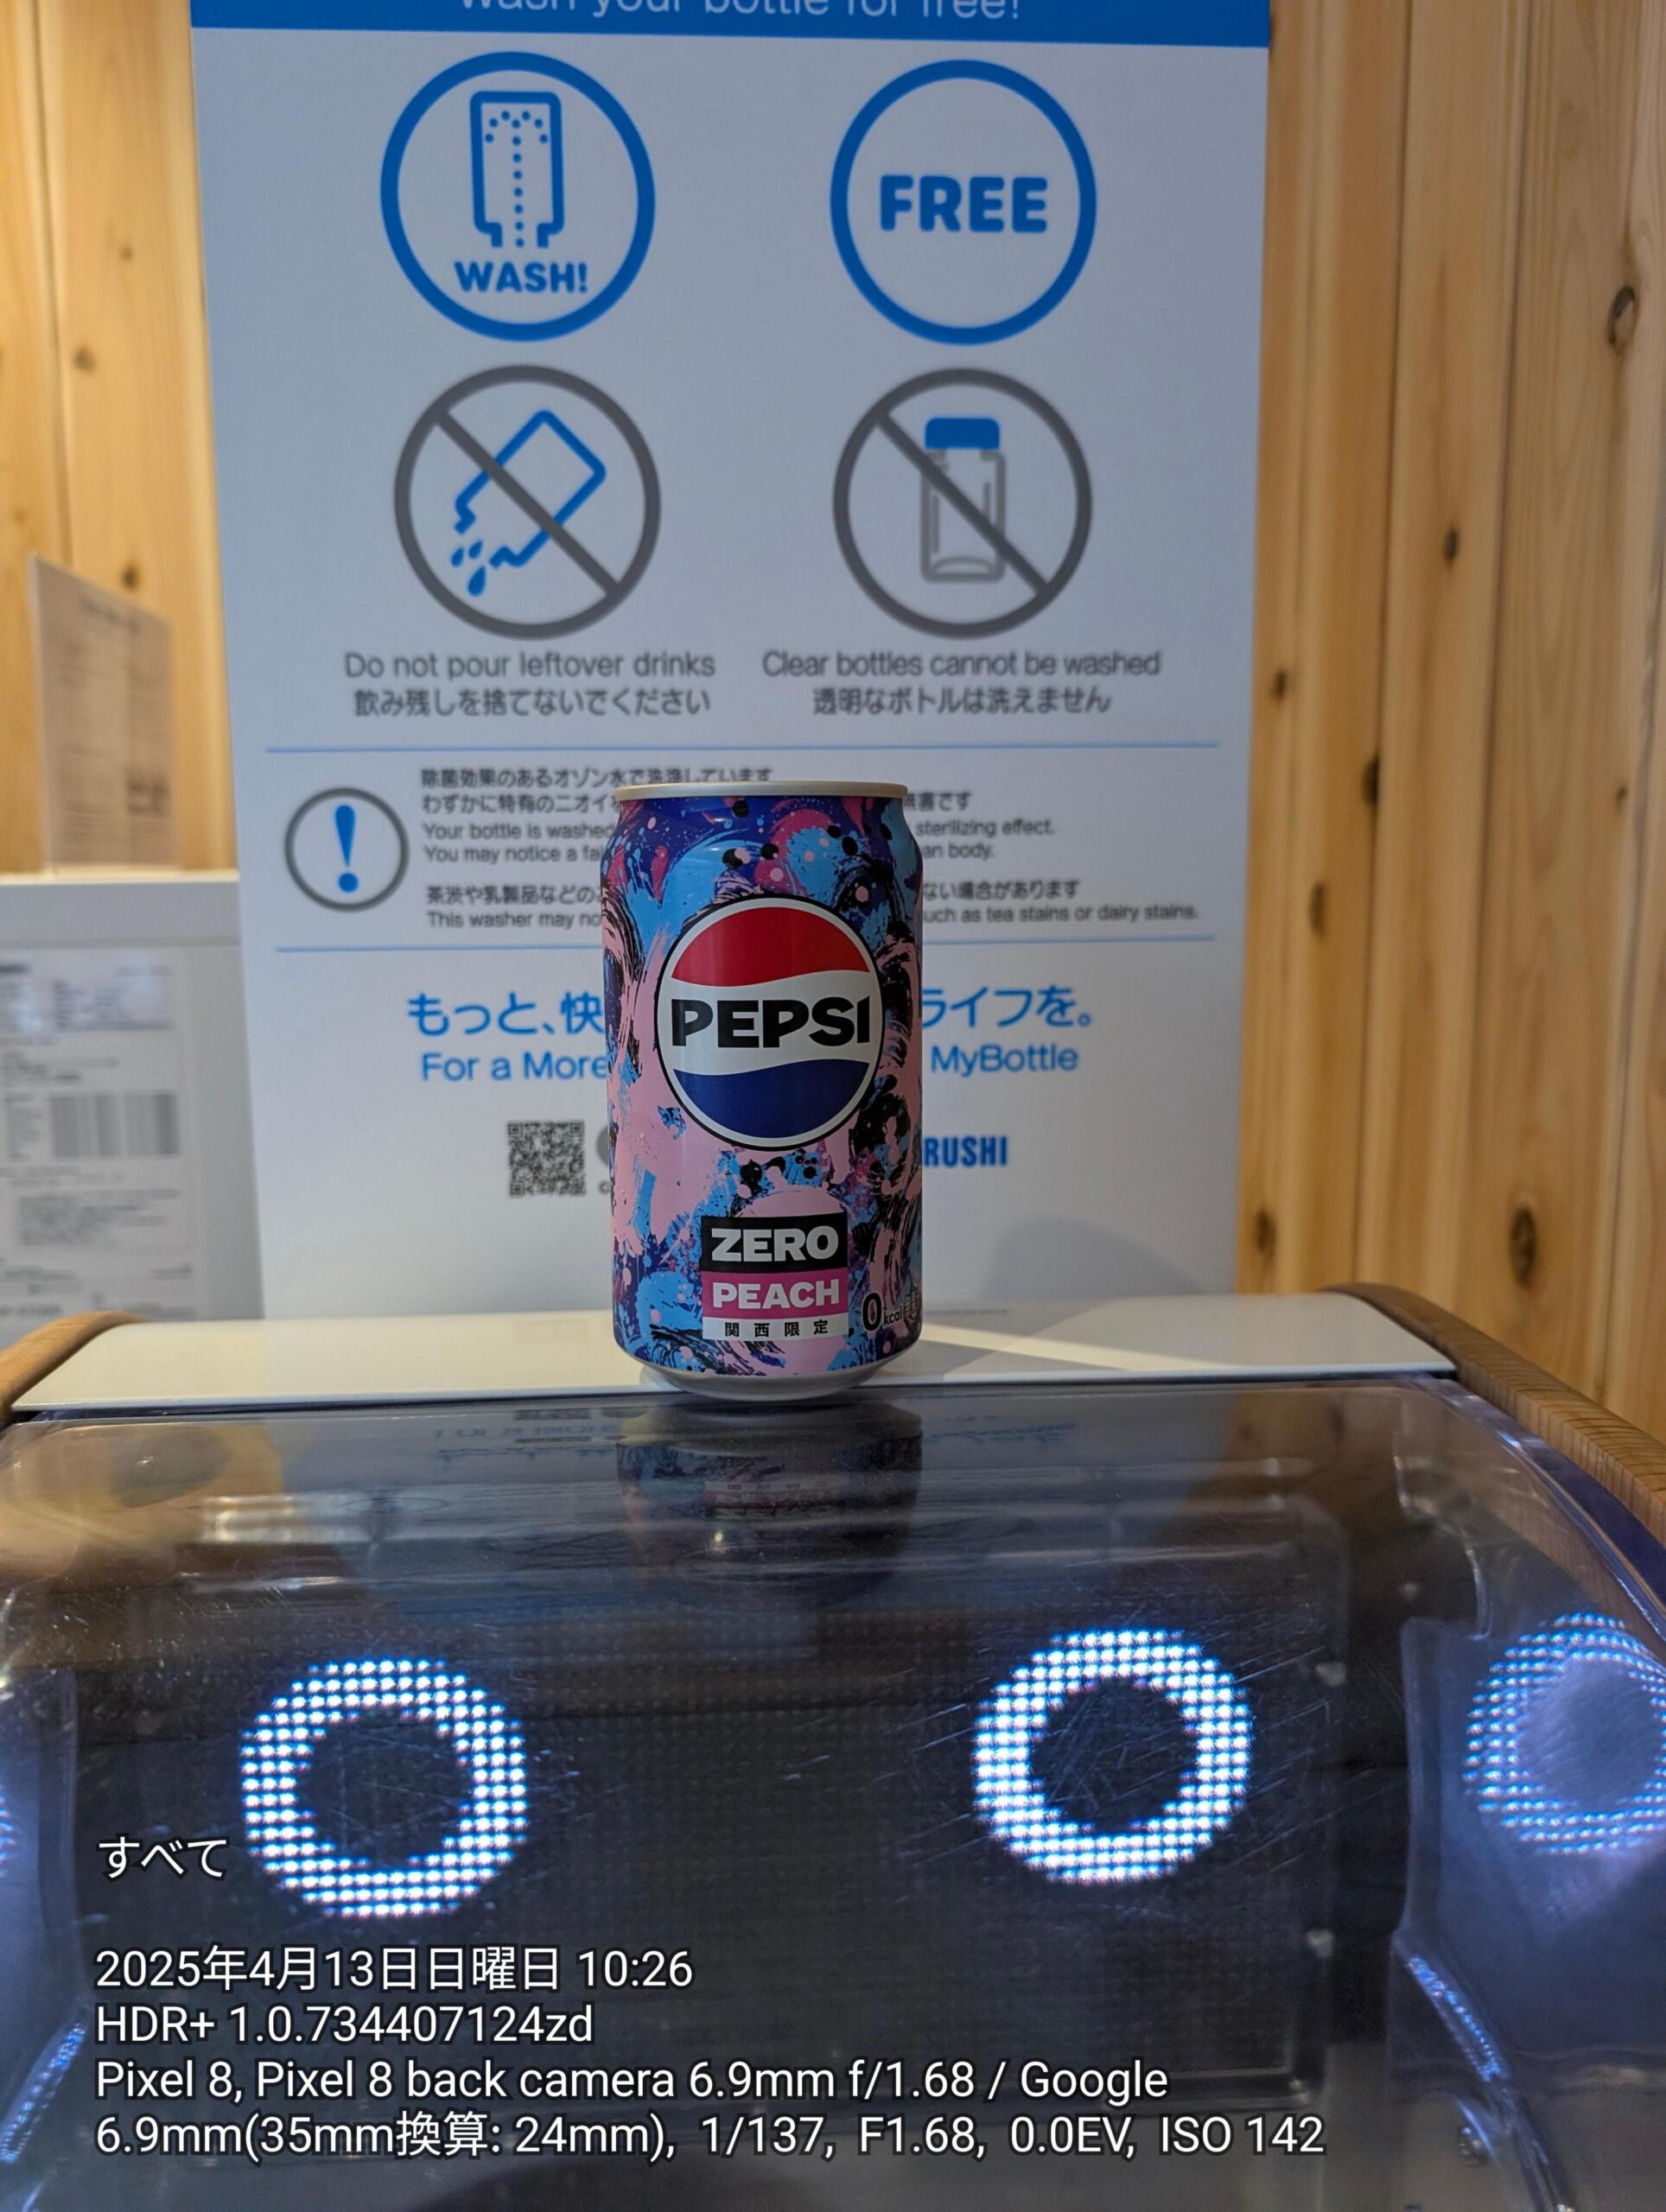 Wash your bottle for free!
WASH!
FREE
Do not pour leftover drinks
飲み残しを捨てないでください
Clear bottles cannot be washed
透明なボトルは洗えません
除菌効果のあるオゾン水で洗浄しています
わずかに特有のニオイ
害です
Your bottle is washed
sterilizing effect.
You may notice a
body.
茶渋や乳製品などの
ない場合があります
This washer may
such as tea stains or dairy stains.
もっと、快
ライフを。
For a More
MyBottle
RUSHI
PEPSI
ZERO
PEACH
関西限定
0kcal
すべて
2025年4月13日日曜日 10:26
HDR+ 1.0.734407124zd
Pixel 8, Pixel 8 back camera 6.9mm f/1.68 / Google
6.9mm(35mm換算: 24mm), 1/137, F1.68, 0.0EV, ISO 142